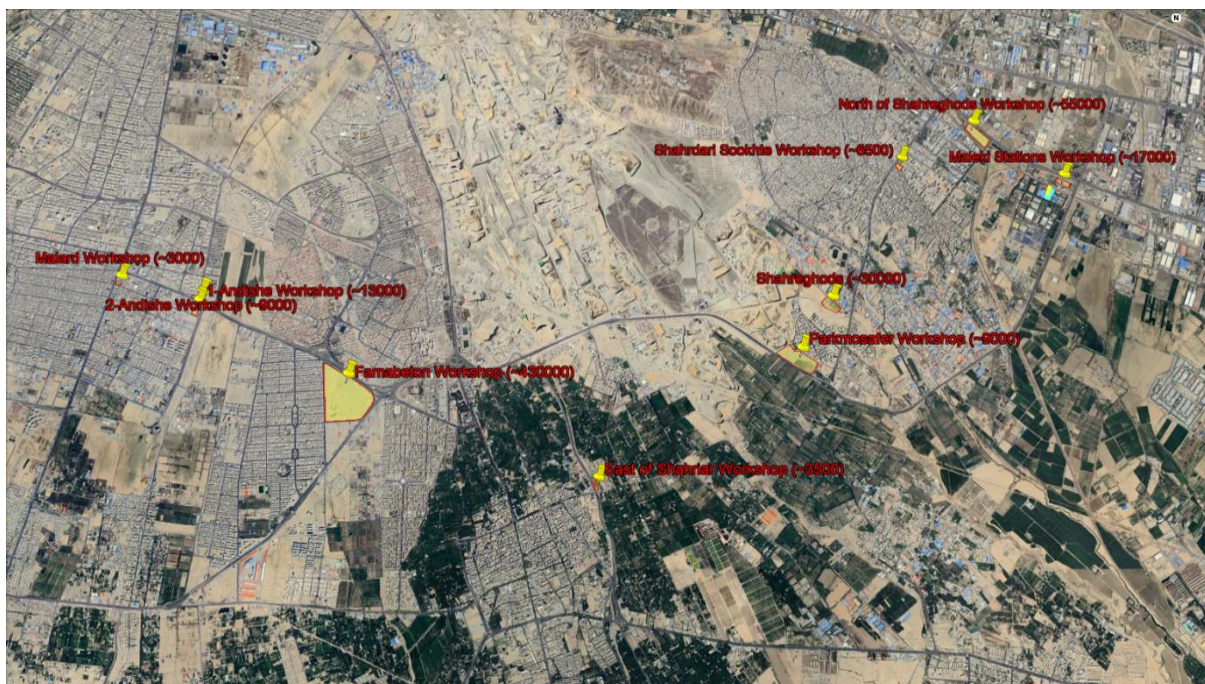 N
North of Shahreghods Workshop (~55000)
Shahrdari Sookhte Workshop (~6500)
Maleki Stations Workshop (~17000)
Malard Workshop (~3000)
Shahreghods (~30000)
1-Andishe Workshop (~13000)
2-Andishe Workshop (~9000)
Parkmosafer Workshop (~9000)
Farnabeton Workshop (~430000)
East of Shahriar Workshop (~3500)